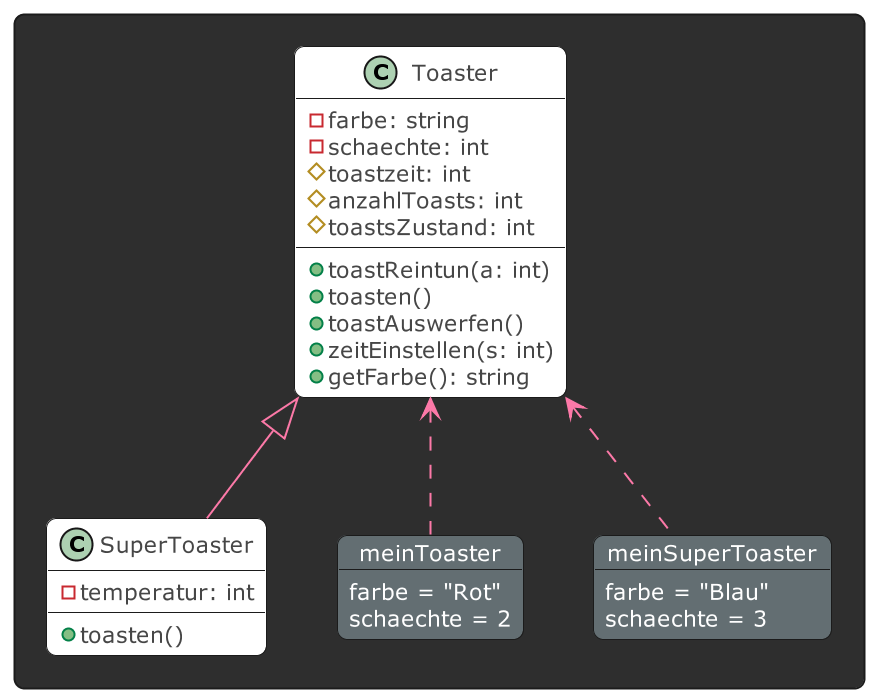 C Toaster
farbe: string
schaechte: int
toastzeit: int
anzahlToasts: int
toastsZustand: int
toastReintun(a: int)
toasten()
toastAuswerfen()
zeitEinstellen(s: int)
getFarbe(): string
C SuperToaster
temperatur: int
toasten()
meinToaster
farbe = "Rot"
schaechte = 2
meinSuperToaster
farbe = "Blau"
schaechte = 3